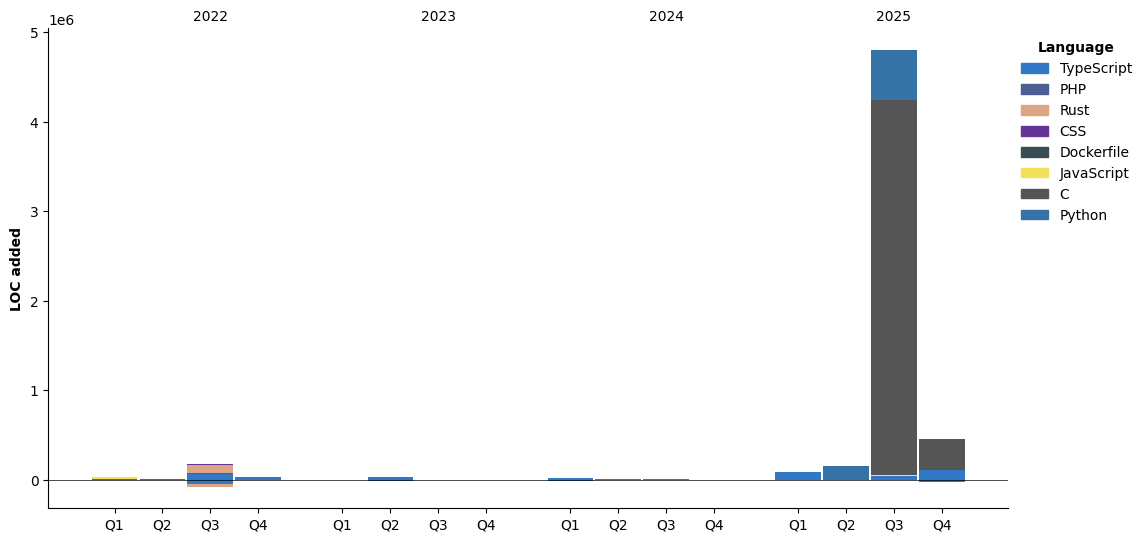 1e6
2022 2023 2024 2025
5
4
3
2
1
0
LOC added
Q1 Q2 Q3 Q4 Q1 Q2 Q3 Q4 Q1 Q2 Q3 Q4 Q1 Q2 Q3 Q4
Language
TypeScript
PHP
Rust
CSS
Dockerfile
JavaScript
C
Python